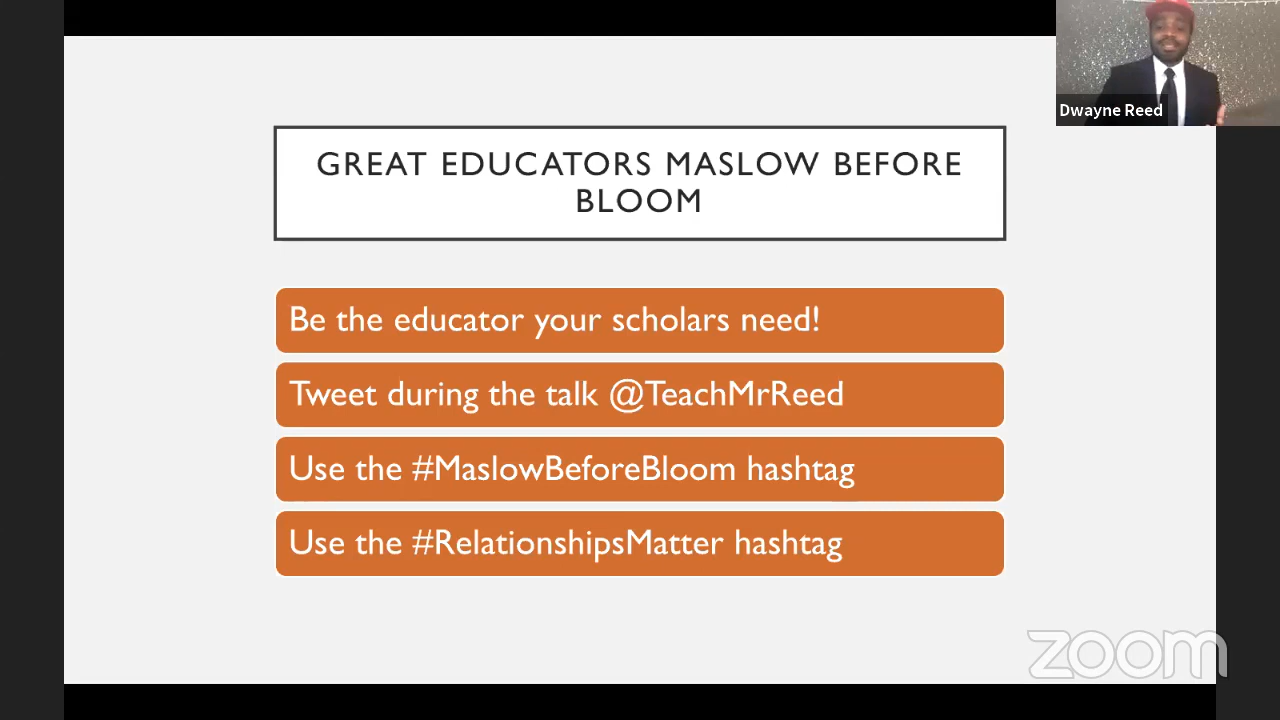 Dwayne Reed
GREAT EDUCATORS MASLOW BEFORE
BLOOM
Be the educator your scholars need!
Tweet during the talk @TeachMrReed
Use the #MaslowBeforeBloom hashtag
Use the #RelationshipsMatter hashtag
zoom